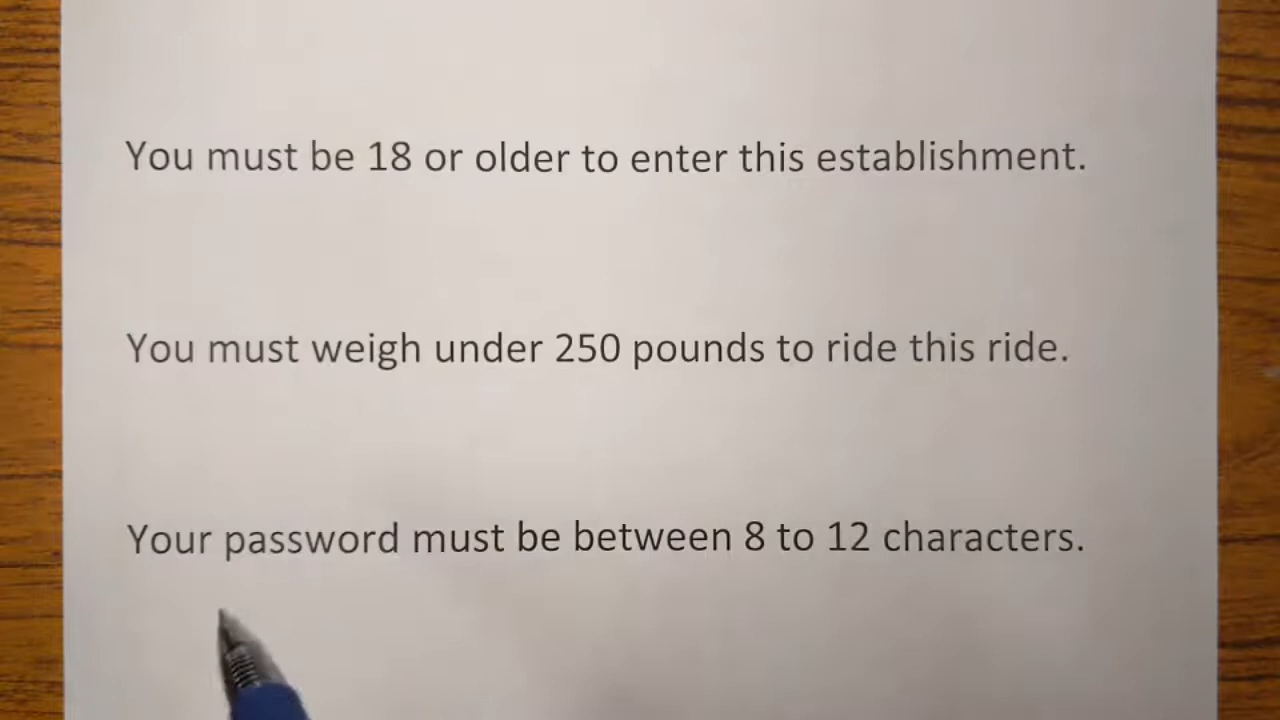 You must be 18 or older to enter this establishment.
You must weigh under 250 pounds to ride this ride.
Your password must be between 8 to 12 characters.